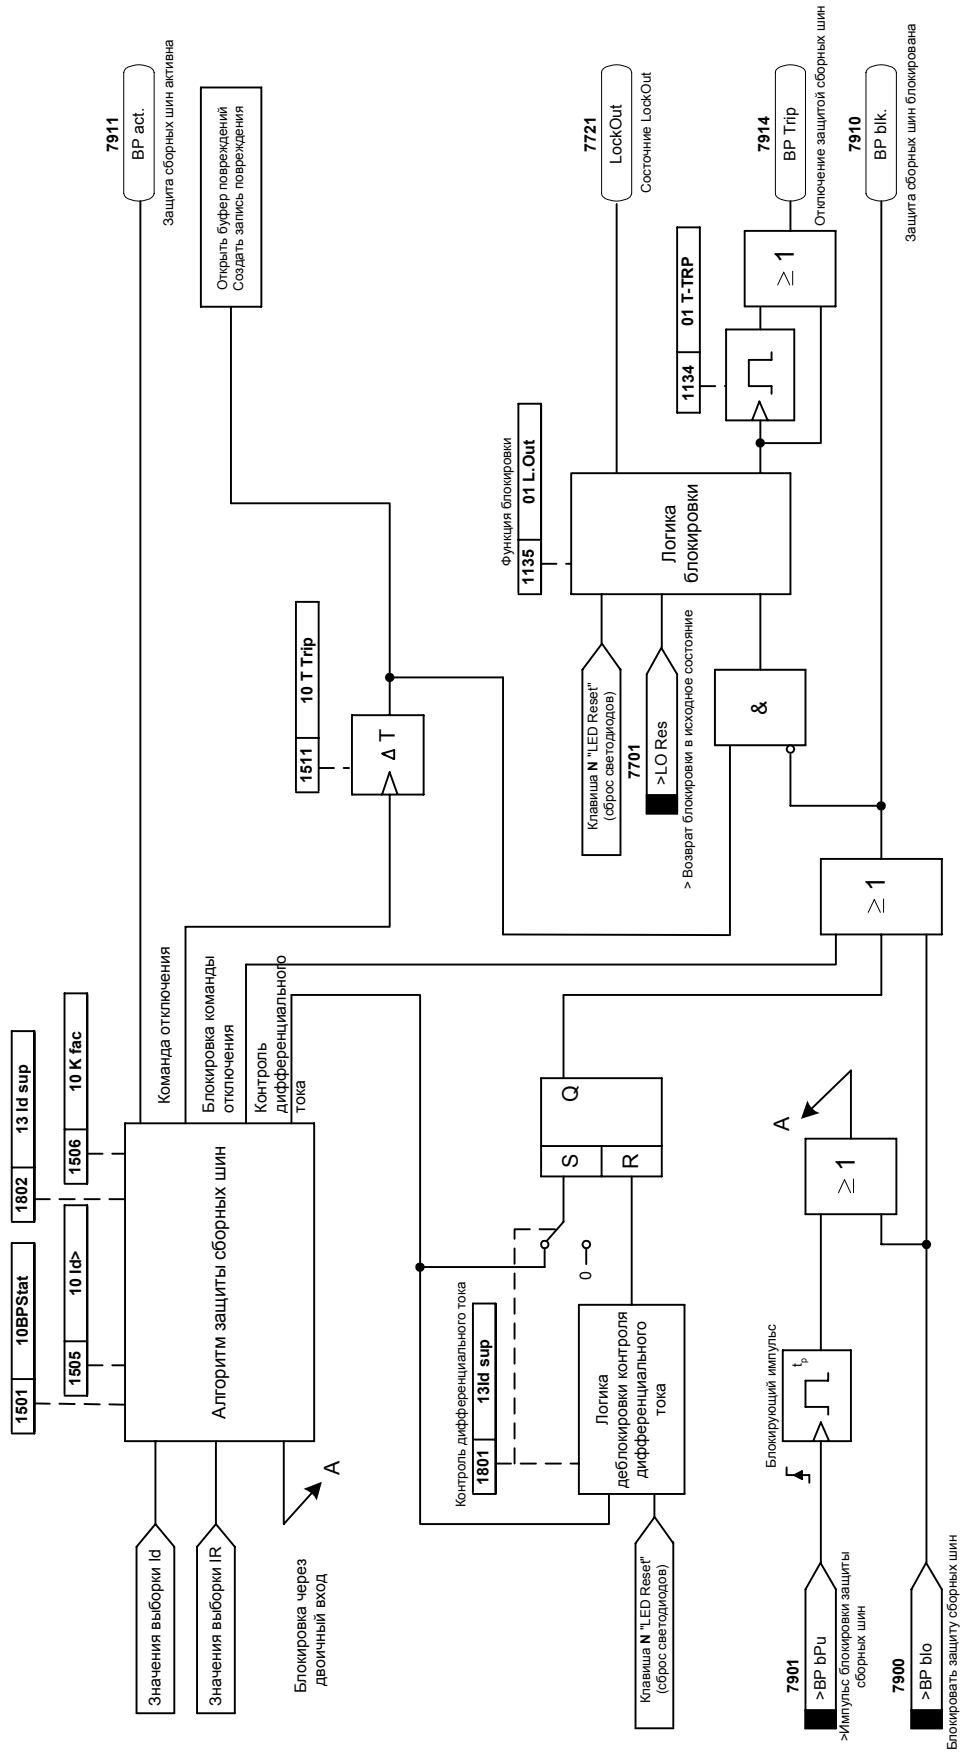 Значения выборки Id
Значения выборки IR
Блокировка через
двоичный вход
A
1501 10BPStat
1505 10 Id>
1802 13 Id sup
1506 10 K fac
Алгоритм защиты сборных шин
Команда отключения
Блокировка команды
отключения
Контроль
дифференциального
тока
7911
BP act.
Защита сборных шин активна
1511 10 T Trip
Δ T
Открыть буфер повреждений
Создать запись повреждения
Контроль дифференциального тока
1801 13Id sup
Клавиша N "LED Reset"
(сброс светодиодов)
Логика
деблокировки контроля
дифференциального
тока
0
S
R
Q
Клавиша N "LED Reset"
(сброс светодиодов)
7701
>LO Res
> Возврат блокировки в исходное состояние
Функция блокировки
1135 01 L.Out
Логика
блокировки
7721
LockOut
Состочние LockOut
&
1134 01 T-TRP
≥ 1
7914
BP Trip
Отключение защитой сборных шин
7901
>BP bPu
>Импульс блокировки защиты
сборных шин
Блокирующий импульс
tp
≥ 1
A
≥ 1
7910
BP blk.
Защита сборных шин блокирована
7900
>BP blo
Блокировать защиту сборных шин